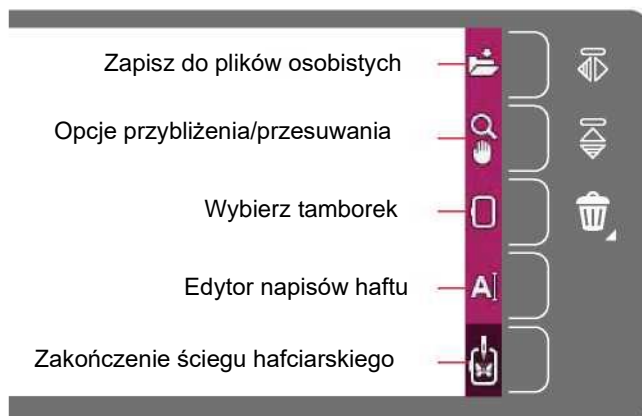 Zapisz do plików osobistych
Opcje przybliżenia/przesuwania
Wybierz tamborek
Edytor napisów haftu
A
Zakończenie ściegu hafciarskiego